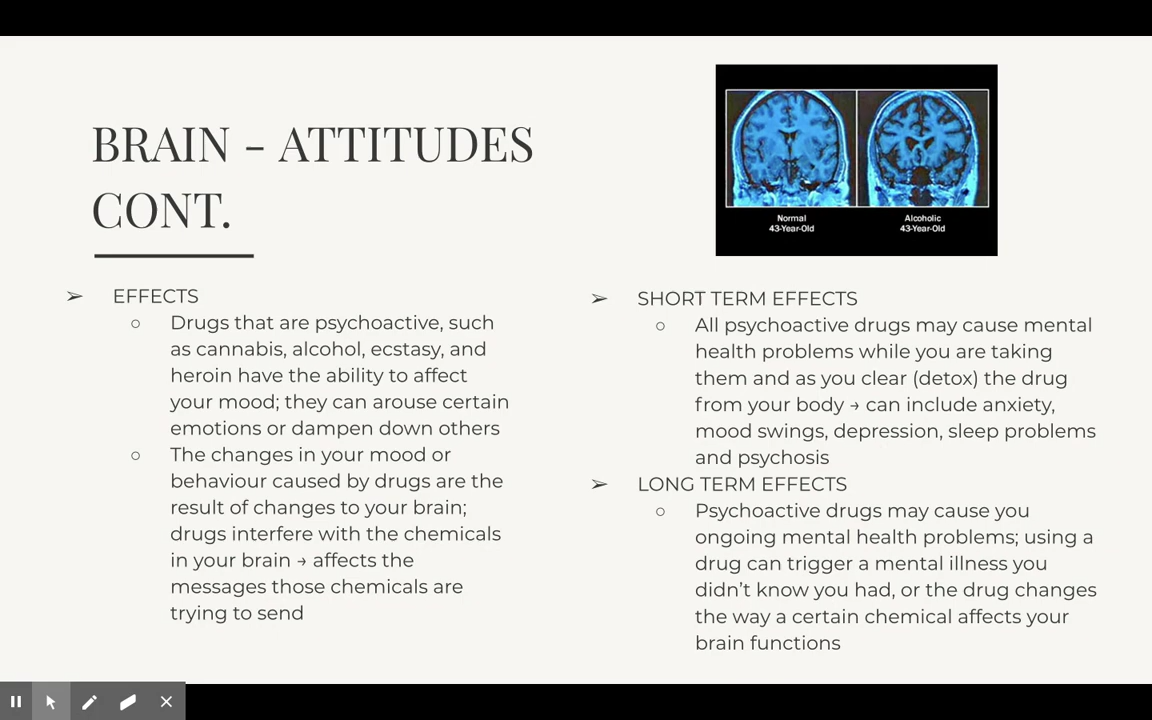 BRAIN - ATTITUDES
CONT.
Normal
43-Year-Old
Alcoholic
43-Year-Old
➢ EFFECTS
○ Drugs that are psychoactive, such
as cannabis, alcohol, ecstasy, and
heroin have the ability to affect
your mood; they can arouse certain
emotions or dampen down others
○ The changes in your mood or
behaviour caused by drugs are the
result of changes to your brain;
drugs interfere with the chemicals
in your brain → affects the
messages those chemicals are
trying to send
➢ SHORT TERM EFFECTS
○ All psychoactive drugs may cause mental
health problems while you are taking
them and as you clear (detox) the drug
from your body → can include anxiety,
mood swings, depression, sleep problems
and psychosis
➢ LONG TERM EFFECTS
○ Psychoactive drugs may cause you
ongoing mental health problems; using a
drug can trigger a mental illness you
didn’t know you had, or the drug changes
the way a certain chemical affects your
brain functions